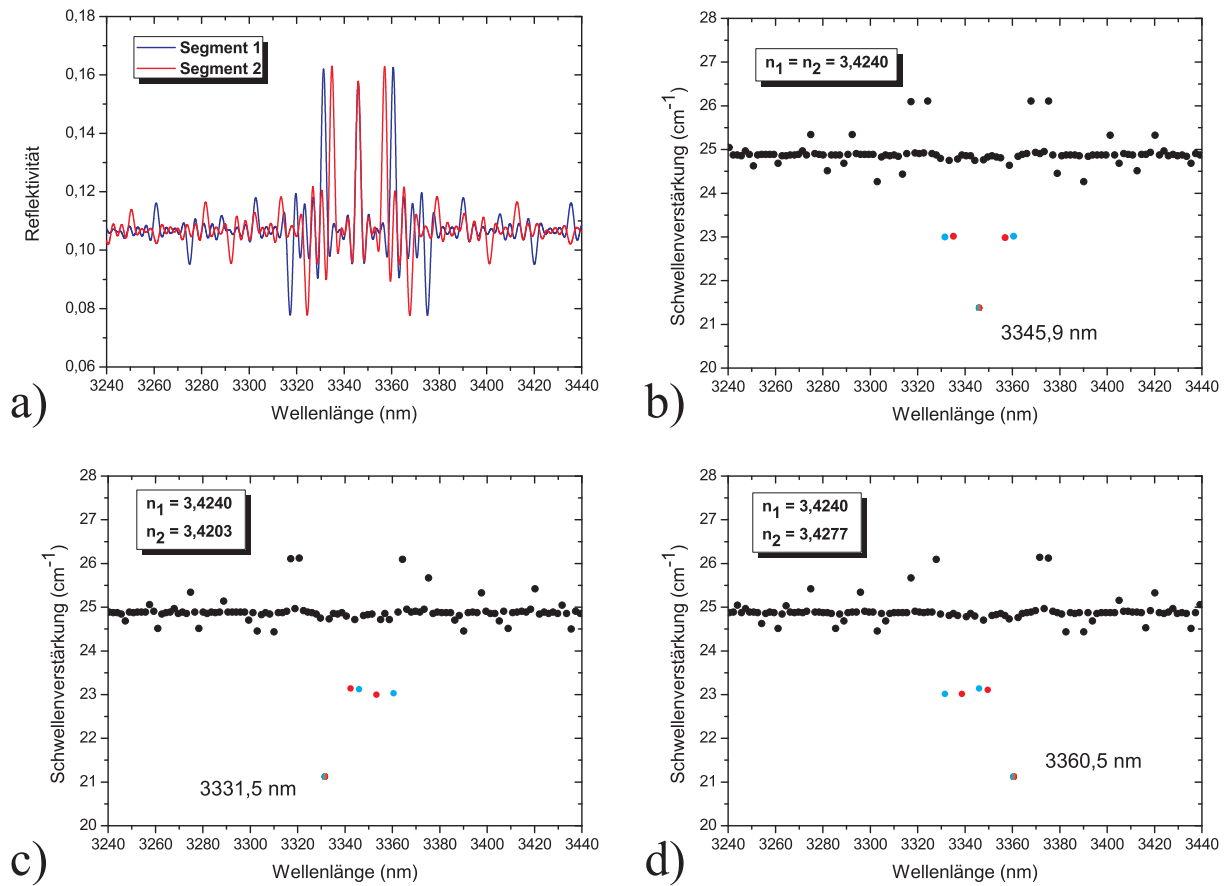 0,18
0,16
0,14
0,12
0,10
0,08
0,06
Reflektivität
Segment 1
Segment 2
3240 3260 3280 3300 3320 3340 3360 3380 3400 3420 3440
Wellenlänge (nm)
a)
28
27
26
25
24
23
22
21
20
Schwellenverstärkung (cm⁻¹)
n₁ = n₂ = 3,4240
3345,9 nm
3240 3260 3280 3300 3320 3340 3360 3380 3400 3420 3440
Wellenlänge (nm)
b)
28
27
26
25
24
23
22
21
20
Schwellenverstärkung (cm⁻¹)
n₁ = 3,4240
n₂ = 3,4203
3331,5 nm
3240 3260 3280 3300 3320 3340 3360 3380 3400 3420 3440
Wellenlänge (nm)
c)
28
27
26
25
24
23
22
21
20
Schwellenverstärkung (cm⁻¹)
n₁ = 3,4240
n₂ = 3,4277
3360,5 nm
3240 3260 3280 3300 3320 3340 3360 3380 3400 3420 3440
Wellenlänge (nm)
d)